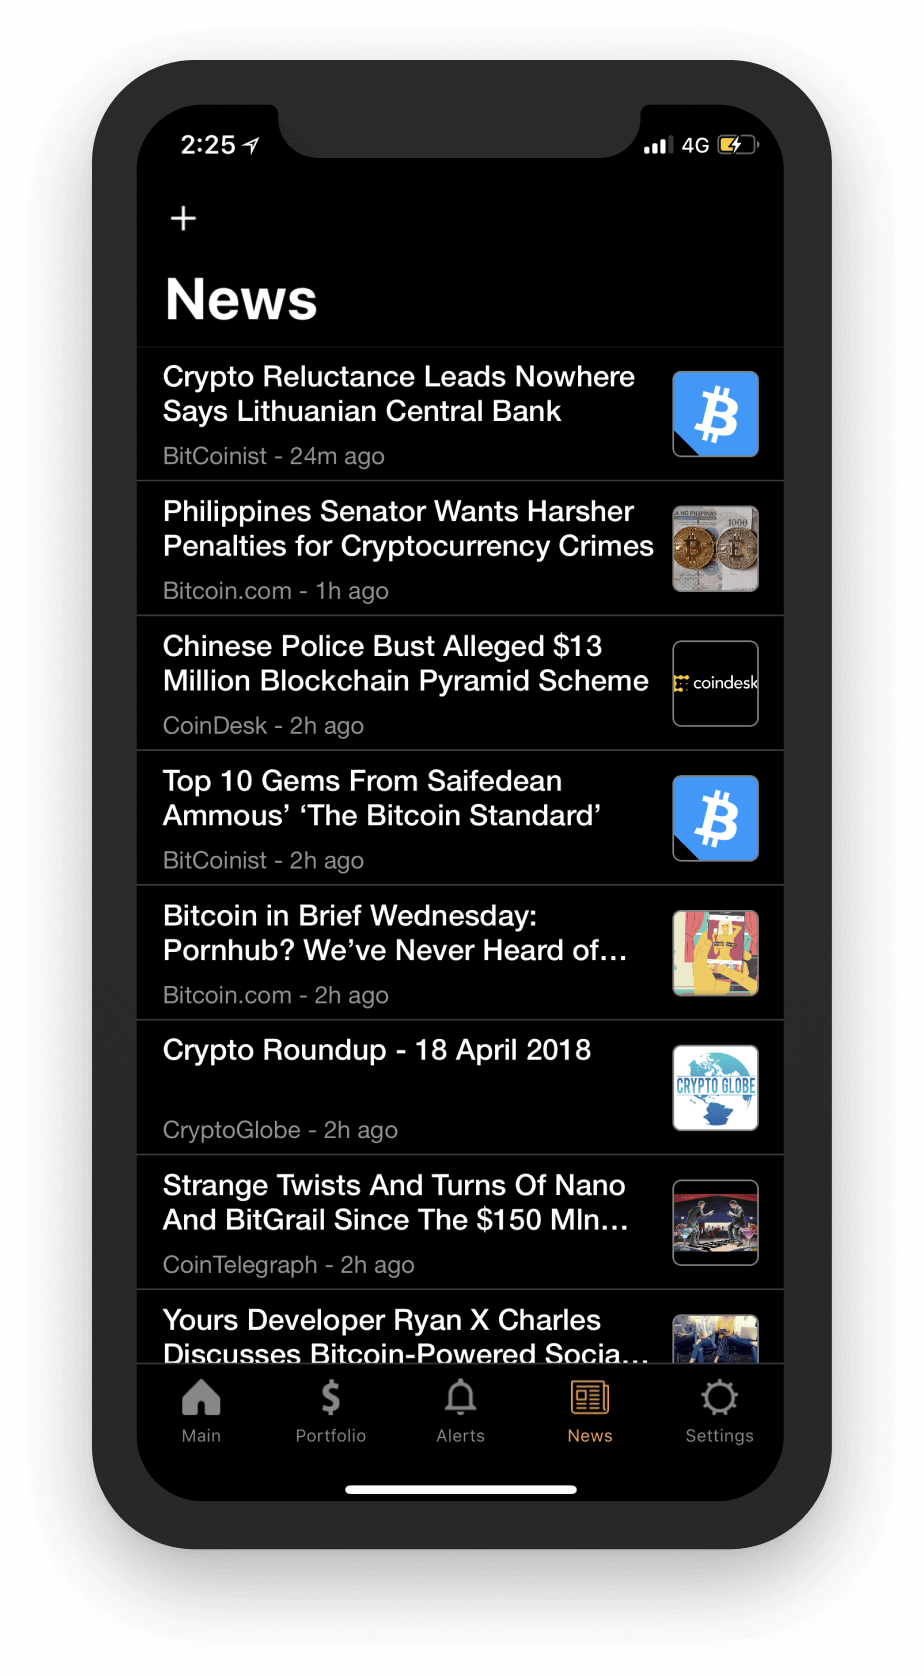 2:25
4G
News
Crypto Reluctance Leads Nowhere
Says Lithuanian Central Bank
BitCoinist - 24m ago
Philippines Senator Wants Harsher
Penalties for Cryptocurrency Crimes
Bitcoin.com - 1h ago
1000
Chinese Police Bust Alleged $13
Million Blockchain Pyramid Scheme
CoinDesk - 2h ago
coindesk
Top 10 Gems From Saifedean
Ammous’ ‘The Bitcoin Standard’
BitCoinist - 2h ago
Bitcoin in Brief Wednesday:
Pornhub? We’ve Never Heard of…
Bitcoin.com - 2h ago
Crypto Roundup - 18 April 2018
CryptoGlobe - 2h ago
CRYPTO GLOBE
Strange Twists And Turns Of Nano
And BitGrail Since The $150 Mln…
CoinTelegraph - 2h ago
Yours Developer Ryan X Charles
Discusses Bitcoin-Powered Socia…
Main
Portfolio
Alerts
News
Settings